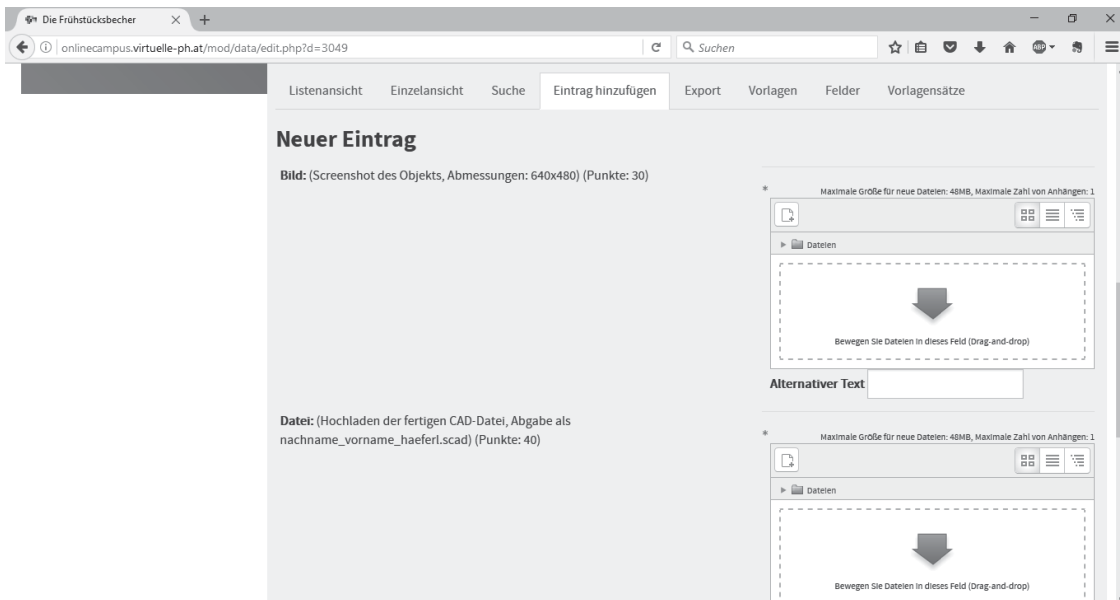 Die Frühstücksbecher
onlinecampus.virtuelle-ph.at/mod/data/edit.php?d=3049
Suchen
ABP
Listenansicht Einzelansicht Suche Eintrag hinzufügen Export Vorlagen Felder Vorlagensätze
Neuer Eintrag
Bild: (Screenshot des Objekts, Abmessungen: 640x480) (Punkte: 30)
* Maximale Größe für neue Dateien: 48MB, Maximale Zahl von Anhängen: 1
Dateien
Bewegen Sie Dateien in dieses Feld (Drag-and-drop)
Alternativer Text
Datei: (Hochladen der fertigen CAD-Datei, Abgabe als
nachname_vorname_haeferl.scad) (Punkte: 40)
* Maximale Größe für neue Dateien: 48MB, Maximale Zahl von Anhängen: 1
Dateien
Bewegen Sie Dateien in dieses Feld (Drag-and-drop)